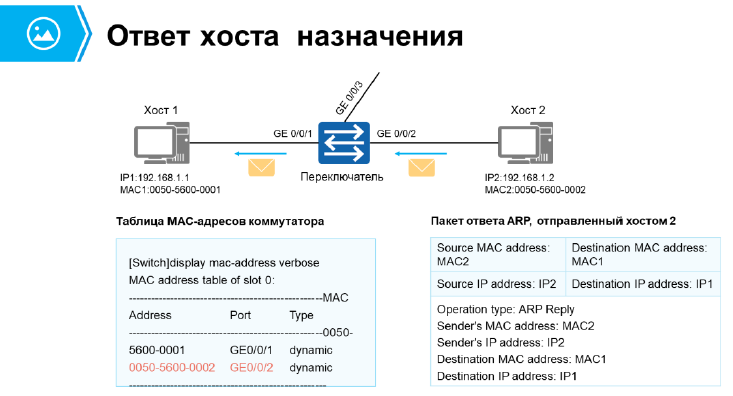 Ответ хоста назначения
GE 0/0/3
Хост 1
Хост 2
GE 0/0/1
GE 0/0/2
IP1:192.168.1.1
MAC1:0050-5600-0001
Переключатель
IP2:192.168.1.2
MAC2:0050-5600-0002
Таблица MAC-адресов коммутатора
[Switch]display mac-address verbose
MAC address table of slot 0:
-----------------------------------------------------MAC
Address Port Type
-----------------------------------------------------0050-
5600-0001 GE0/0/1 dynamic
0050-5600-0002 GE0/0/2 dynamic
-----------------------------------------------------
Пакет ответа ARP, отправленный хостом 2
Source MAC address: MAC2
Destination MAC address: MAC1
Source IP address: IP2
Destination IP address: IP1
Operation type: ARP Reply
Sender's MAC address: MAC2
Sender's IP address: IP2
Destination MAC address: MAC1
Destination IP address: IP1